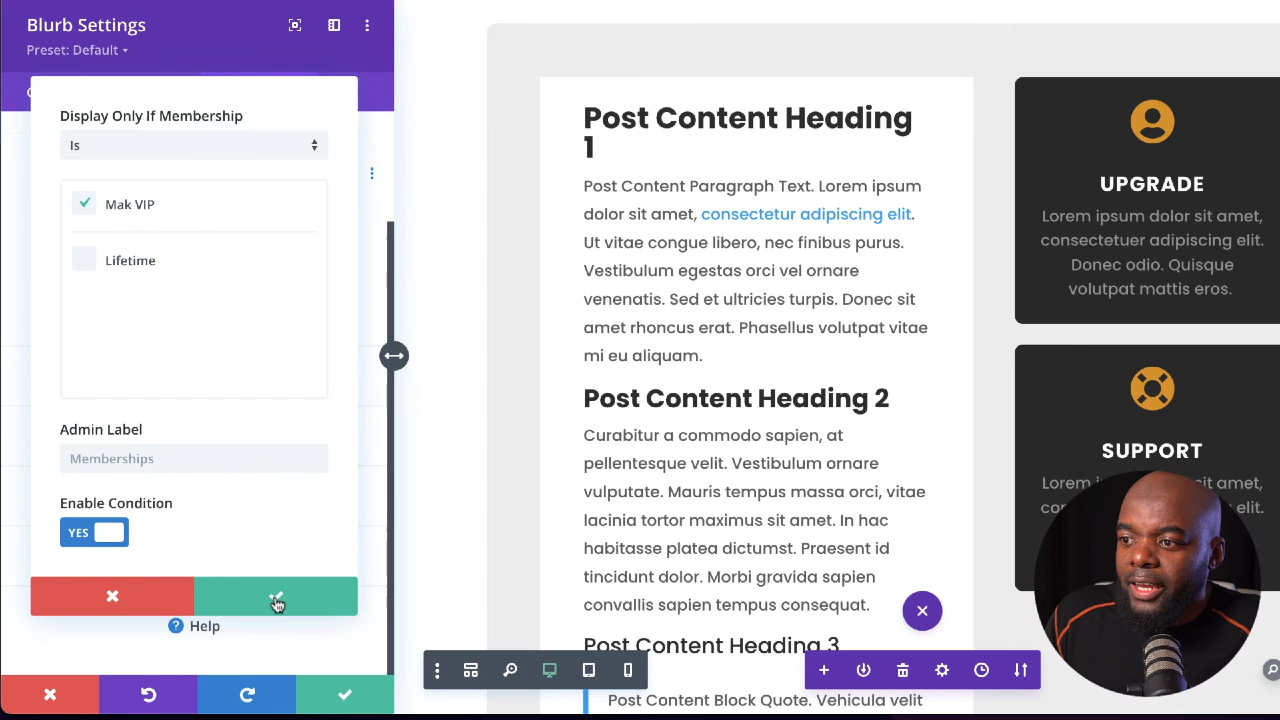 Blurb Settings
Preset: Default
Display Only If Membership
Is
Mak VIP
Lifetime
Admin Label
Memberships
Enable Condition
YES
Help
Post Content Heading
1
Post Content Paragraph Text. Lorem ipsum
dolor sit amet, consectetur adipiscing elit.
Ut vitae congue libero, nec finibus purus.
Vestibulum egestas orci vel ornare
venenatis. Sed et ultricies turpis. Donec sit
amet rhoncus erat. Phasellus volutpat vitae
mi eu aliquam.
Post Content Heading 2
Curabitur a commodo sapien, at
pellentesque velit. Vestibulum ornare
vulputate. Mauris tempus massa orci, vitae
lacinia tortor maximus sit amet. In hac
habitasse platea dictumst. Praesent id
tincidunt dolor. Morbi gravida sapien
convallis sapien tempus consequat.
Post Content Heading 3
Post Content Block Quote. Vehicula velit
UPGRADE
Lorem ipsum dolor sit amet,
consectetuer adipiscing elit.
Donec odio. Quisque
volutpat mattis eros.
SUPPORT
sit amet,
elit.